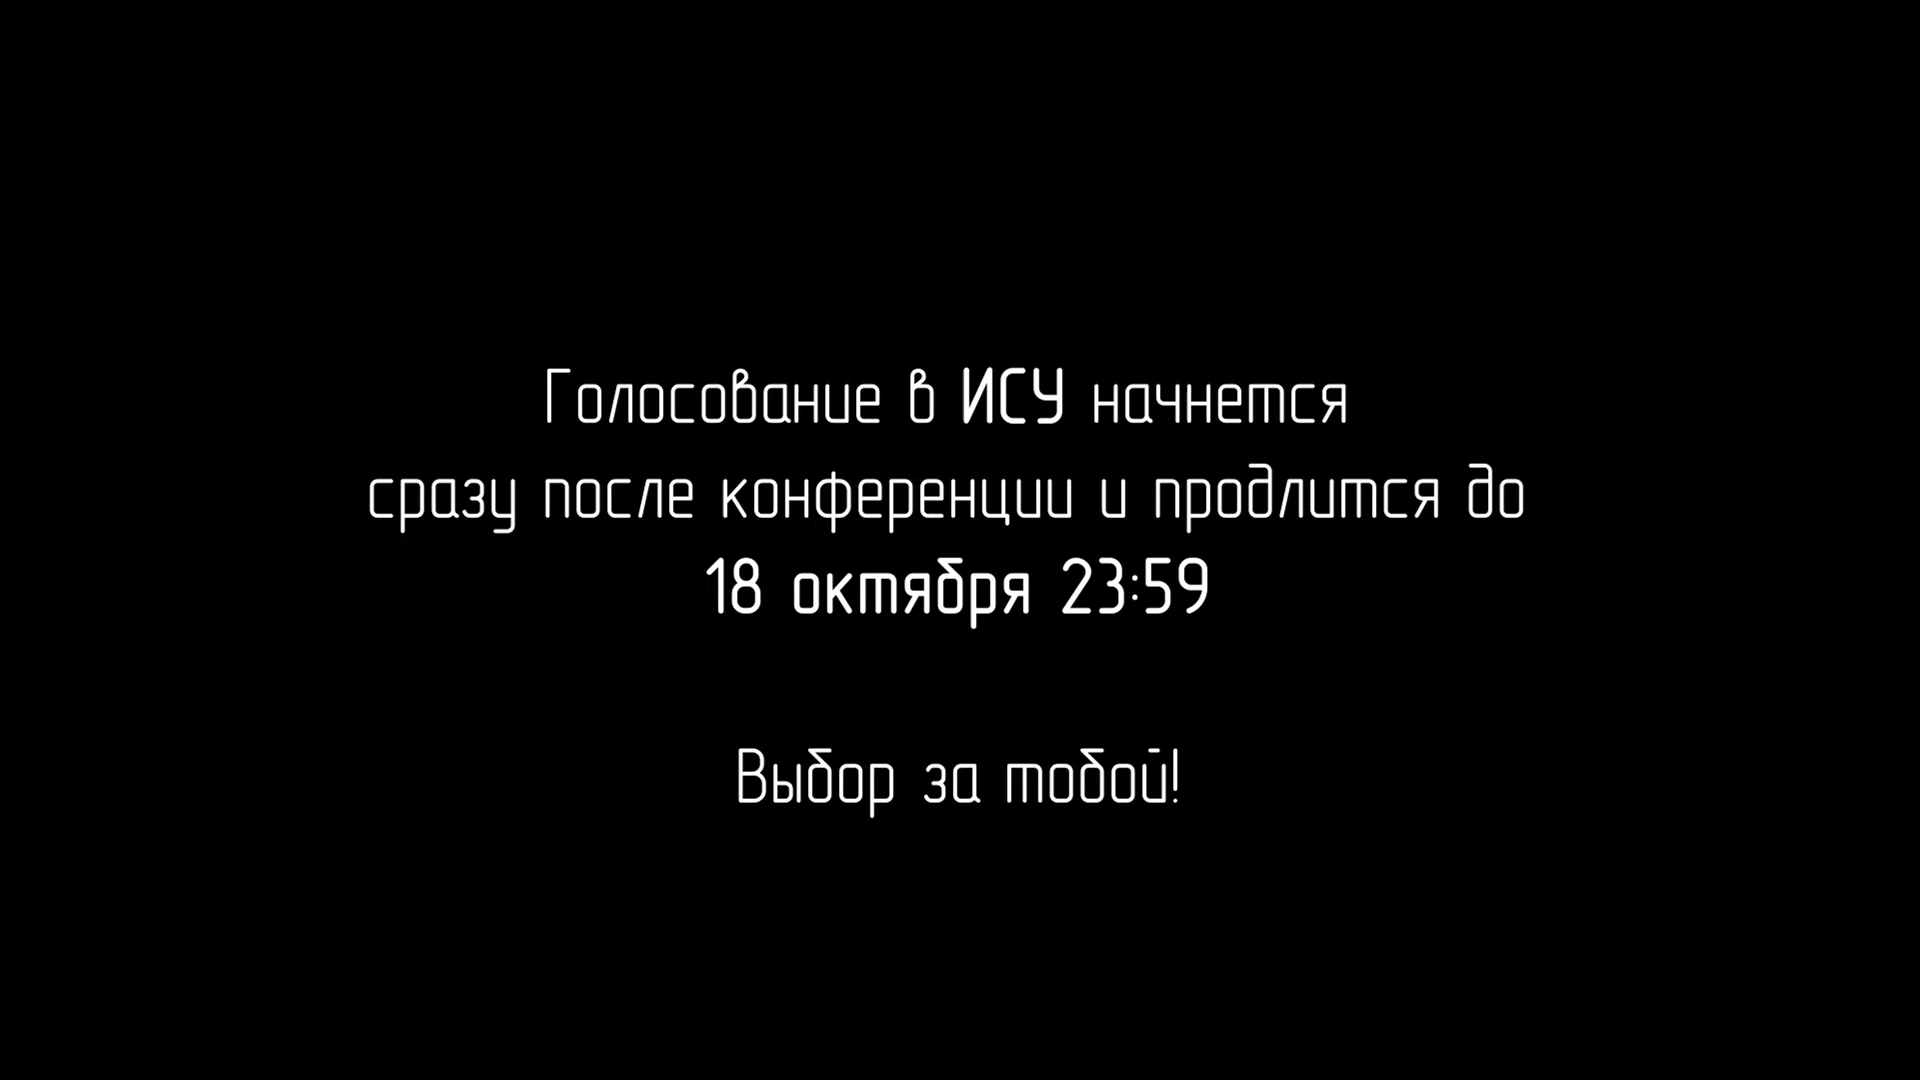 Голосование в ИСУ начнется
сразу после конференции и продлится до
18 октября 23:59
Выбор за тобой!